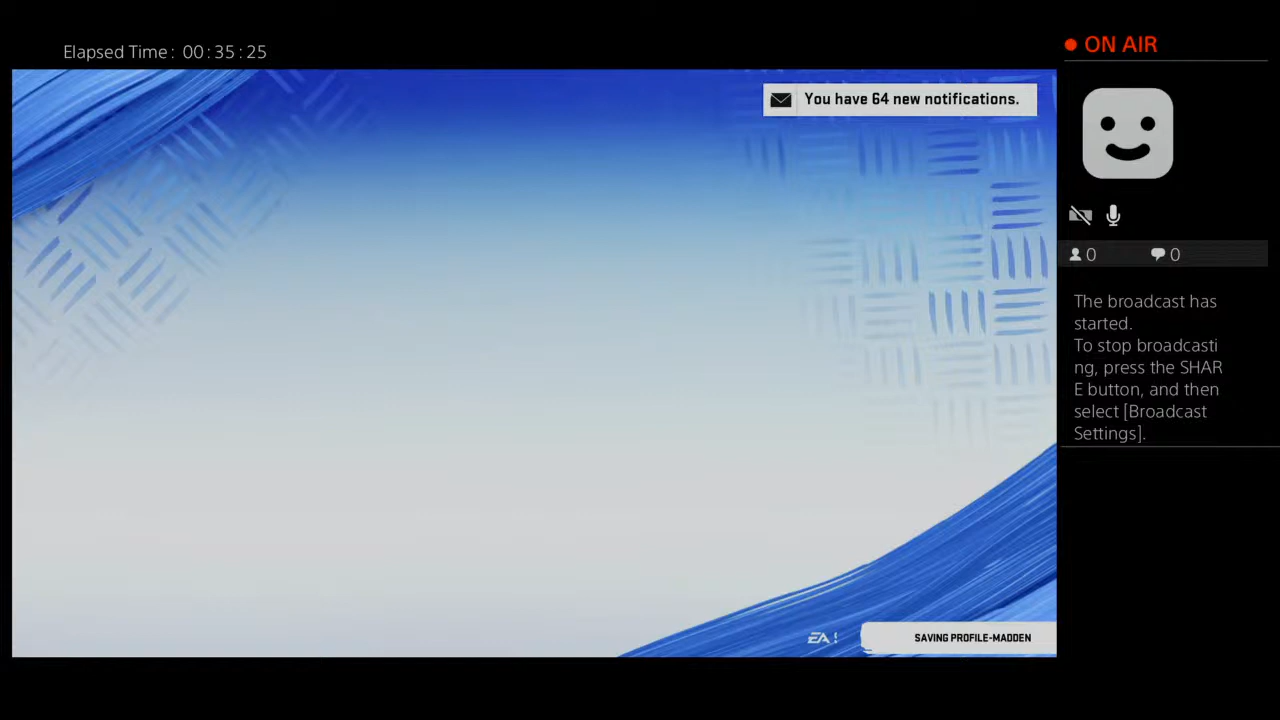 Elapsed Time: 00:35:25
ON AIR
You have 64 new notifications.
0
0
The broadcast has
started.
To stop broadcasti
ng, press the SHAR
E button, and then
select [Broadcast
Settings].
EA
SAVING PROFILE-MADDEN